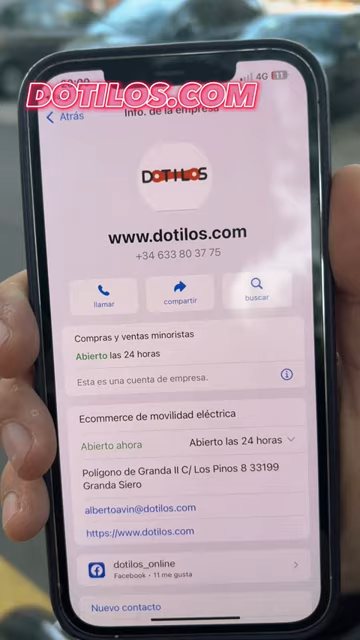 DOTILOS.COM
4G 11
Atrás
Info. de la empresa
DOTILOS
www.dotilos.com
+34 633 80 37 75
llamar
compartir
buscar
Compras y ventas minoristas
Abierto las 24 horas
Esta es una cuenta de empresa.
Ecommerce de movilidad eléctrica
Abierto ahora
Abierto las 24 horas
Polígono de Granda II C/ Los Pinos 8 33199
Granda Siero
albertoavin@dotilos.com
https://www.dotilos.com
dotilos_online
Facebook • 11 me gusta
Nuevo contacto